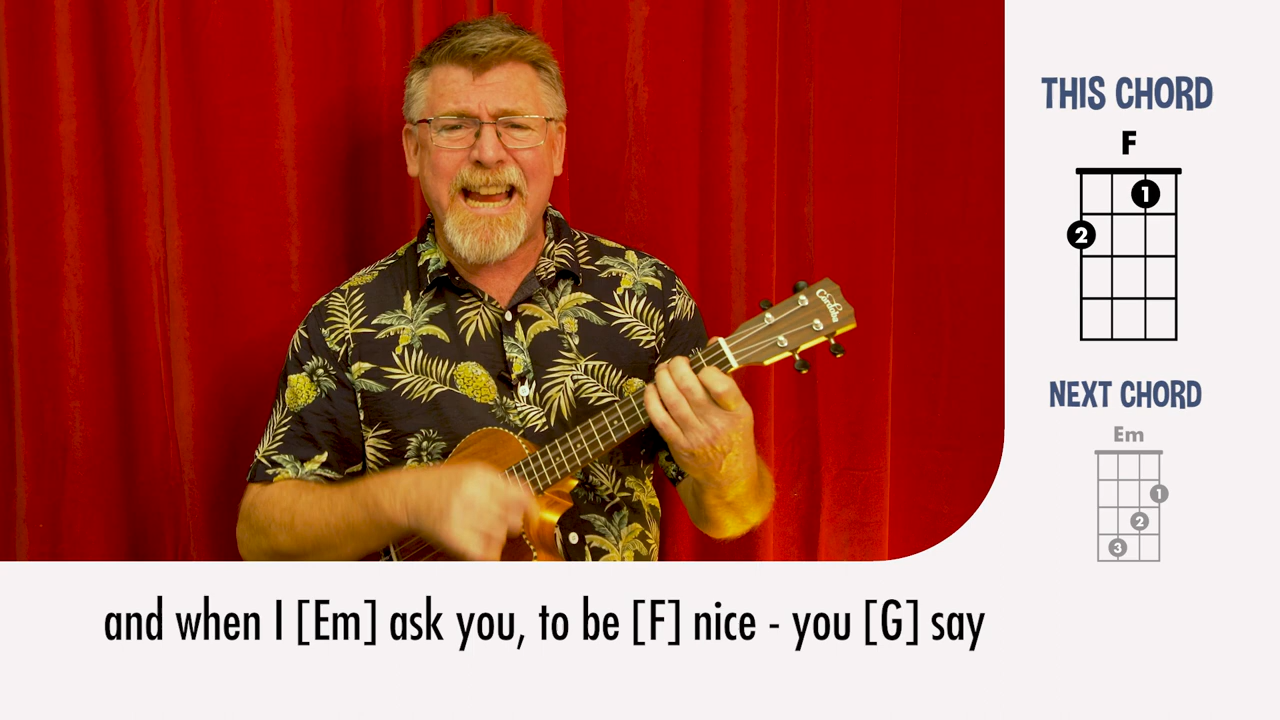 THIS CHORD
F
1
2
NEXT CHORD
Em
1
2
3
Cordoba
and when I [Em] ask you, to be [F] nice - you [G] say